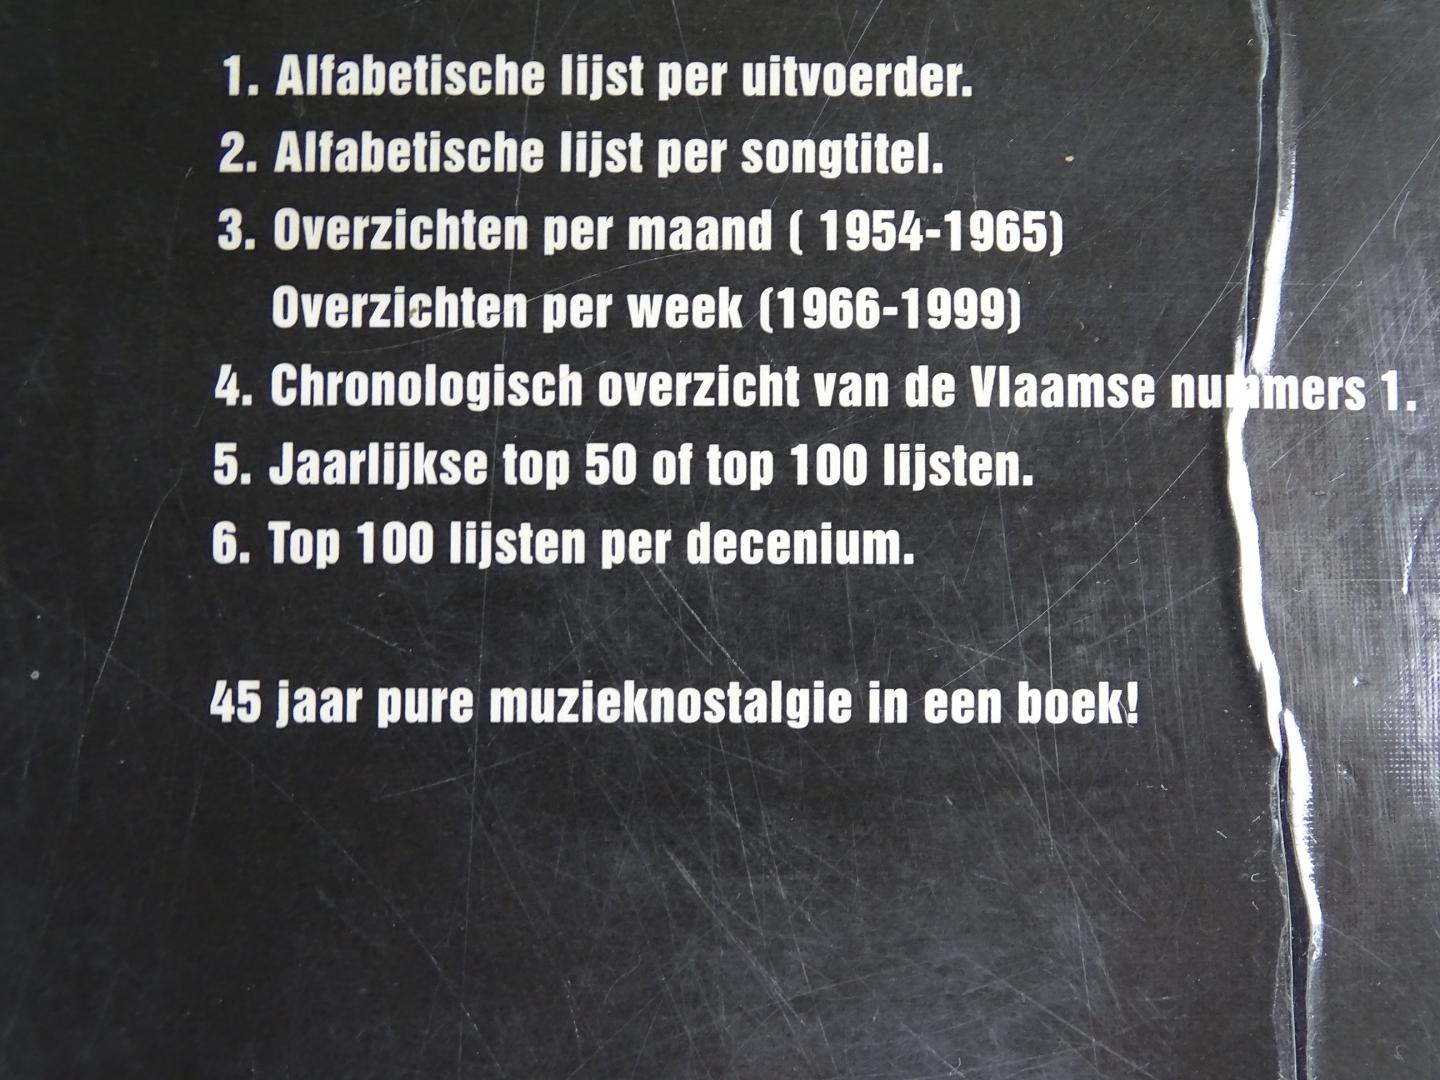 1. Alfabetische lijst per uitvoerder.
2. Alfabetische lijst per songtitel.
3. Overzichten per maand ( 1954-1965)
Overzichten per week (1966-1999)
4. Chronologisch overzicht van de Vlaamse nummers 1.
5. Jaarlijkse top 50 of top 100 lijsten.
6. Top 100 lijsten per decenium.
45 jaar pure muzieknostalgie in een boek!